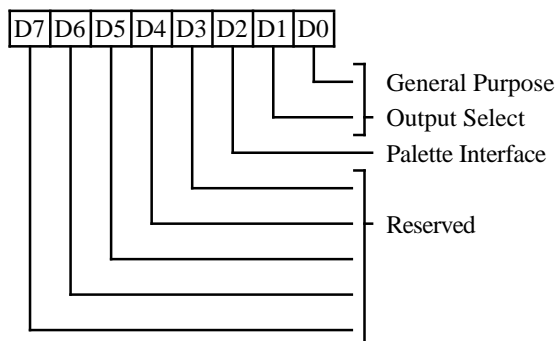 D7 D6 D5 D4 D3 D2 D1 D0
General Purpose
Output Select
Palette Interface
Reserved